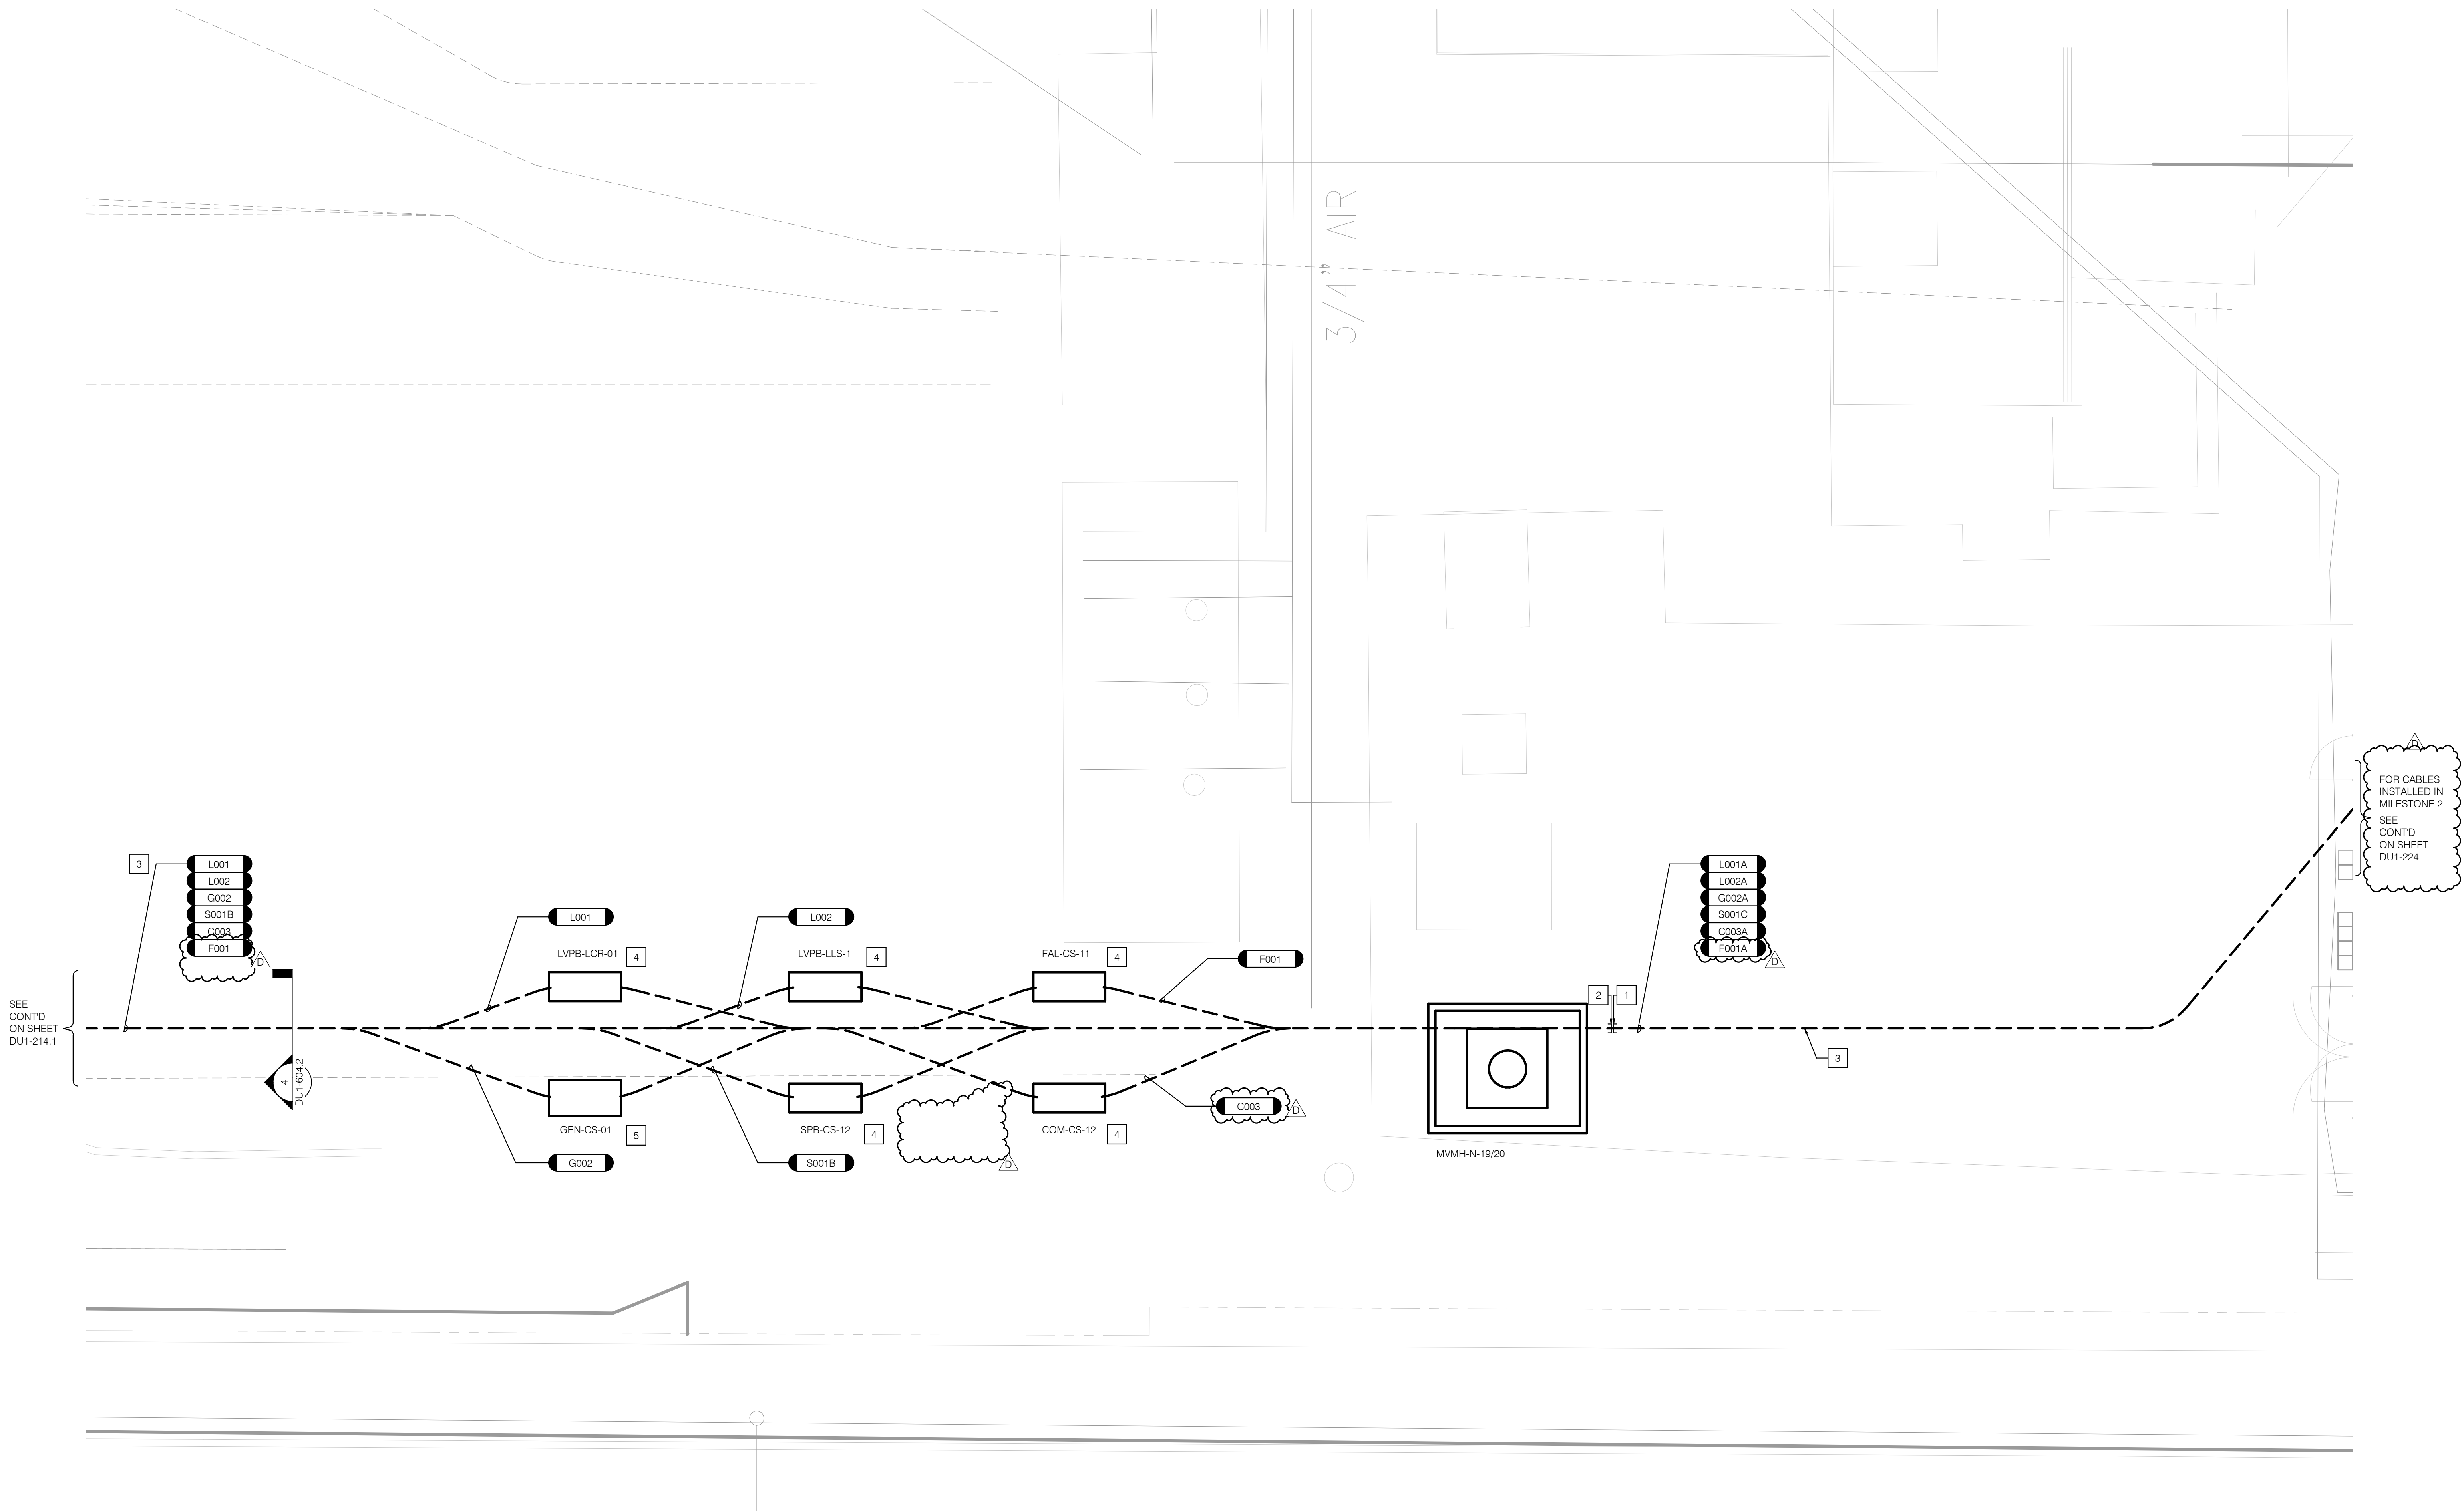 3/4" AIR
D
FOR CABLES
INSTALLED IN
MILESTONE 2
SEE
CONT'D
ON SHEET
DU1-224
3
L001
L002
G002
S001B
C003
F001
D
L001
L002
LVPB-LCR-01
4
LVPB-LLS-1
4
FAL-CS-11
4
F001
L001A
L002A
G002A
S001C
C003A
F001A
D
2
1
SEE
CONT'D
ON SHEET
DU1-214.1
3
4
DU1-604.2
C003
D
GEN-CS-01
5
SPB-CS-12
4
COM-CS-12
4
G002
S001B
D
MVMH-N-19/20